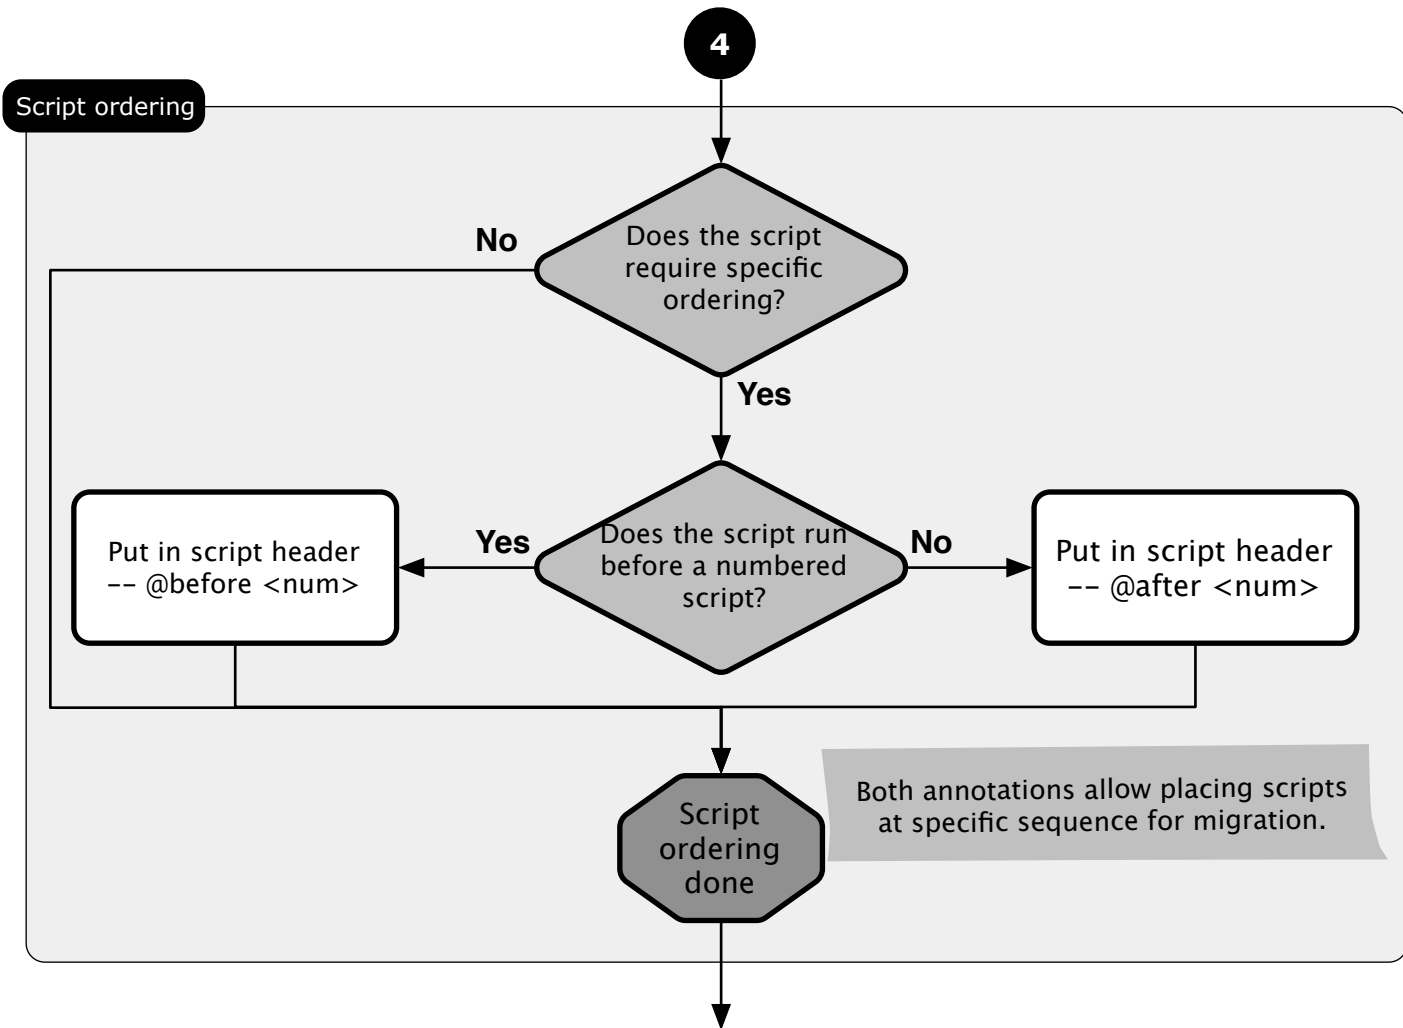 4
Script ordering
No
Does the script
require specific
ordering?
Yes
Put in script header
-- @before <num>
Yes
Does the script run
before a numbered
script?
No
Put in script header
-- @after <num>
Both annotations allow placing scripts
at specific sequence for migration.
Script
ordering
done